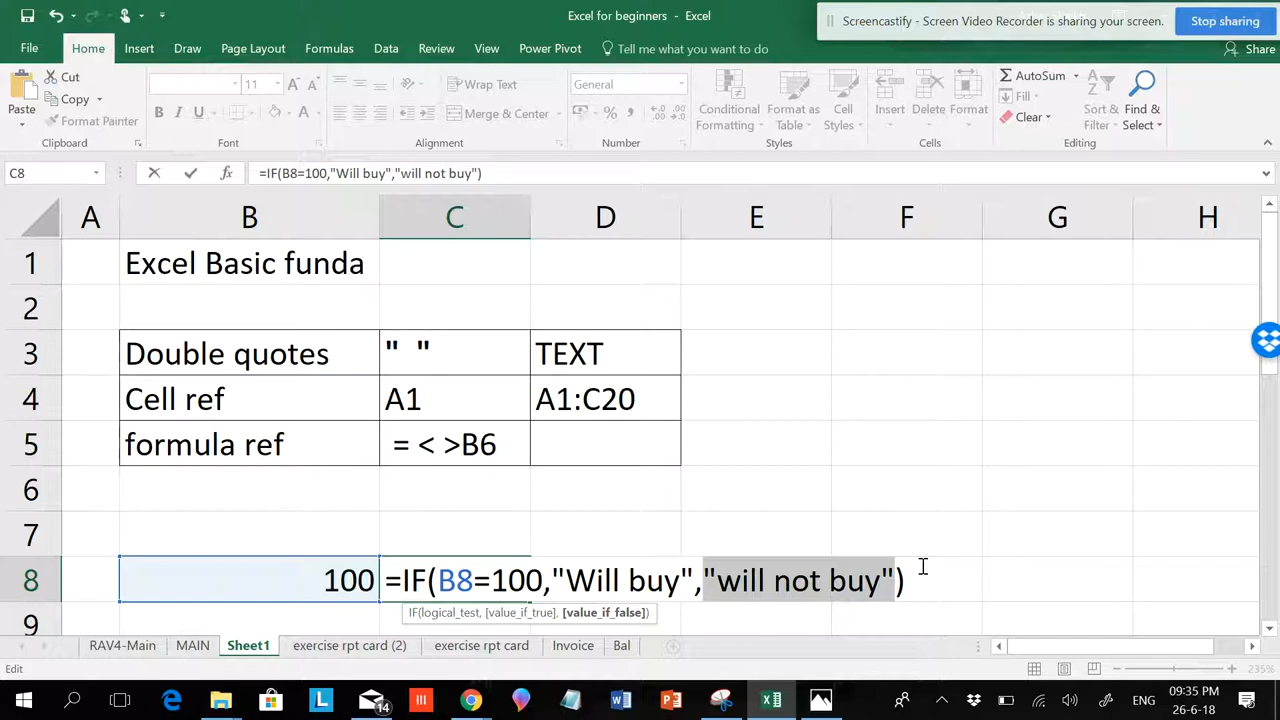 Excel for beginners - Excel
Screencastify - Screen Video Recorder is sharing your screen.
Stop sharing
File
Home
Insert
Draw
Page Layout
Formulas
Data
Review
View
Power Pivot
Tell me what you want to do
Share
Paste
Cut
Copy
Format Painter
Clipboard
11
B I U
Font
Wrap Text
Merge & Center
Alignment
General
%
Number
Conditional Formatting
Format as Table
Cell Styles
Styles
Insert
Delete
Format
Cells
AutoSum
Fill
Clear
Sort & Filter
Find & Select
Editing
C8
fx
=IF(B8=100,"Will buy","will not buy")
A B C D E F G H
1 Excel Basic funda
2
3 Double quotes " " TEXT
4 Cell ref A1 A1:C20
5 formula ref = < >B6
6
7
8 100 =IF(B8=100,"Will buy","will not buy")
IF(logical_test, [value_if_true], [value_if_false])
9
RAV4-Main
MAIN
Sheet1
exercise rpt card (2)
exercise rpt card
Invoice
Bal
Edit
235%
14
ENG
09:35 PM
26-6-18